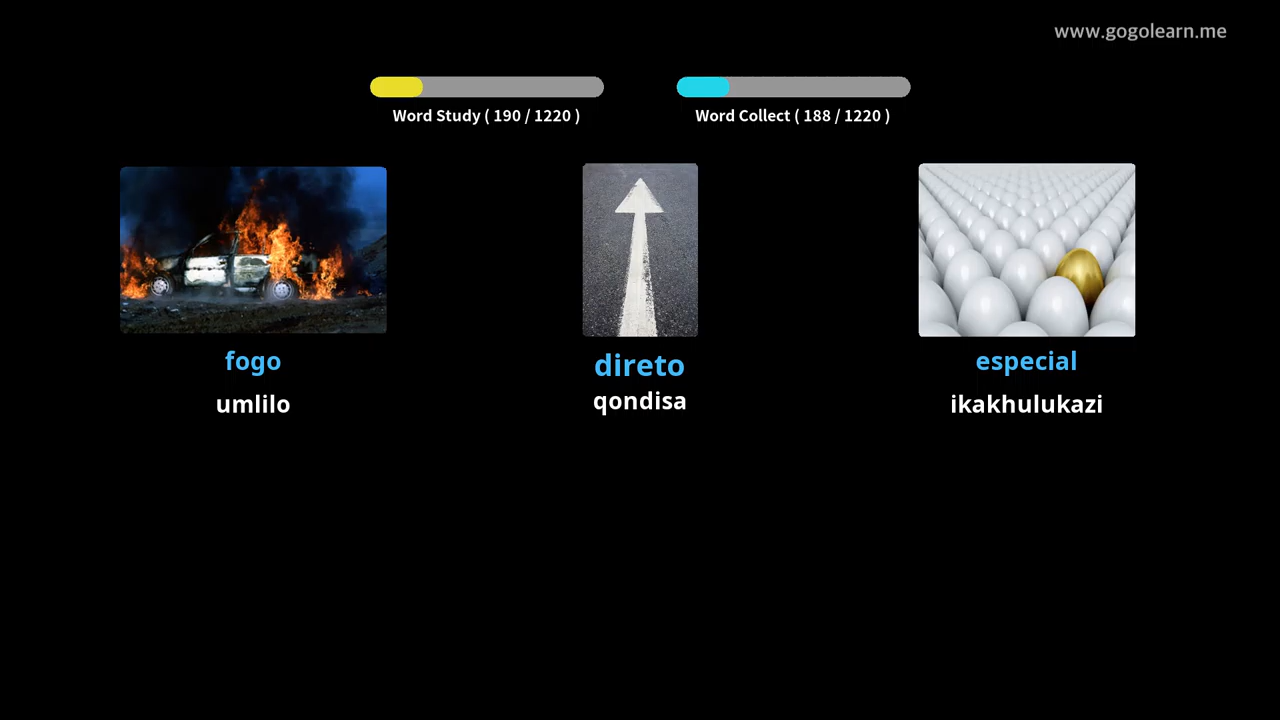 www.gogolearn.me
Word Study ( 190 / 1220 )
Word Collect ( 188 / 1220 )
fogo
umlilo
direto
qondisa
especial
ikakhulukazi